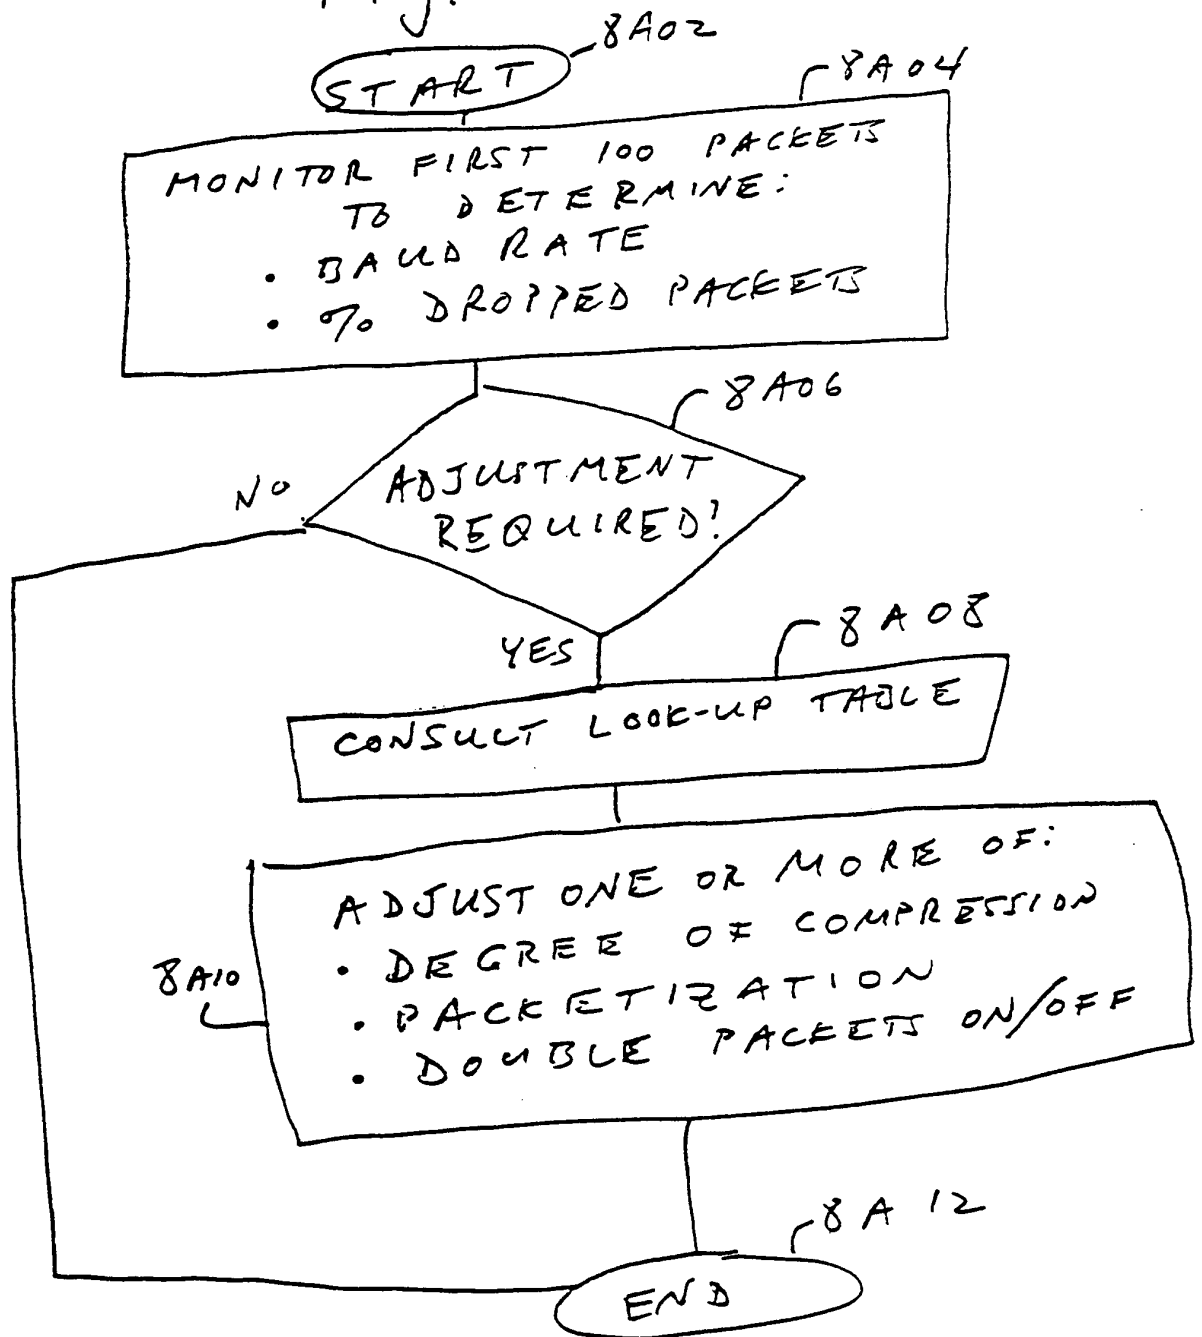 8A02
START
8A04
MONITOR FIRST 100 PACKETS
TO DETERMINE:
• BAUD RATE
• % DROPPED PACKETS
8A06
NO
ADJUSTMENT
REQUIRED?
YES
8A08
CONSULT LOOK-UP TABLE
ADJUST ONE OR MORE OF:
• DEGREE OF COMPRESSION
8A10
• PACKETIZATION
• DOUBLE PACKETS ON/OFF
8A12
END